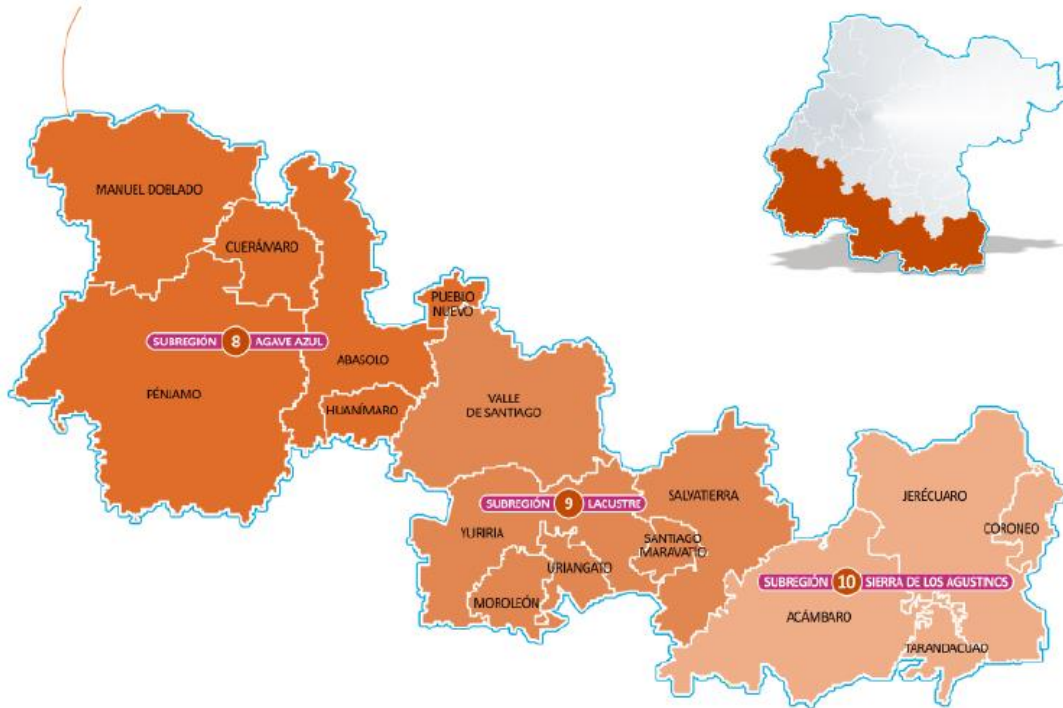 MANUEL DOBLADO
CUERÁMARO
PUEBLO
NUEVO
SUBREGIÓN 8 AGAVE AZUL
ABASOLO
PÉNJAMO
HUANÍMARO
VALLE
DE SANTIAGO
SALVATIERRA
JERÉCUARO
SUBREGIÓN 9 LACUSTRE
CORONEO
YURIRIA
SANTIAGO
MARAVATÍO
URIANGATO
SUBREGIÓN 10 SIERRA DE LOS AGUSTINOS
MOROLEÓN
ACÁMBARO
TARANDACUAO